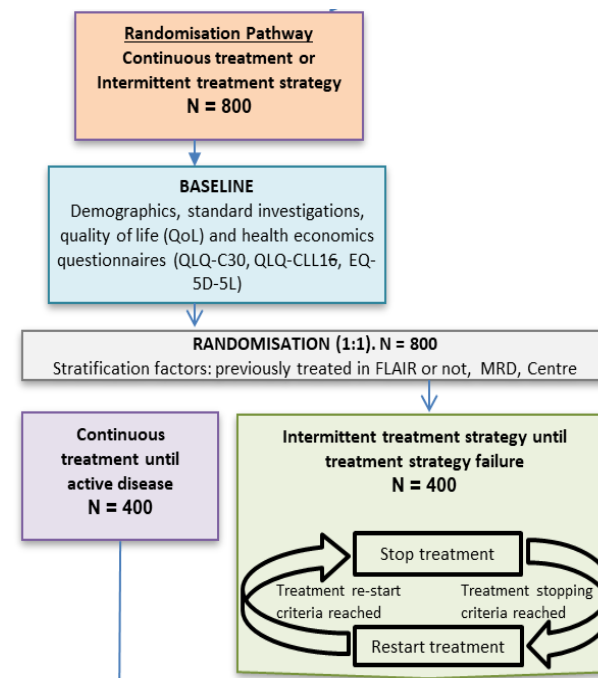 Randomisation Pathway
Continuous treatment or
Intermittent treatment strategy
N = 800
BASELINE
Demographics, standard investigations,
quality of life (QoL) and health economics
questionnaires (QLQ-C30, QLQ-CLL16, EQ-
5D-5L)
RANDOMISATION (1:1). N = 800
Stratification factors: previously treated in FLAIR or not, MRD, Centre
Continuous
treatment until
active disease
N = 400
Intermittent treatment strategy until
treatment strategy failure
N = 400
Stop treatment
Treatment re-start
criteria reached
Treatment stopping
criteria reached
Restart treatment